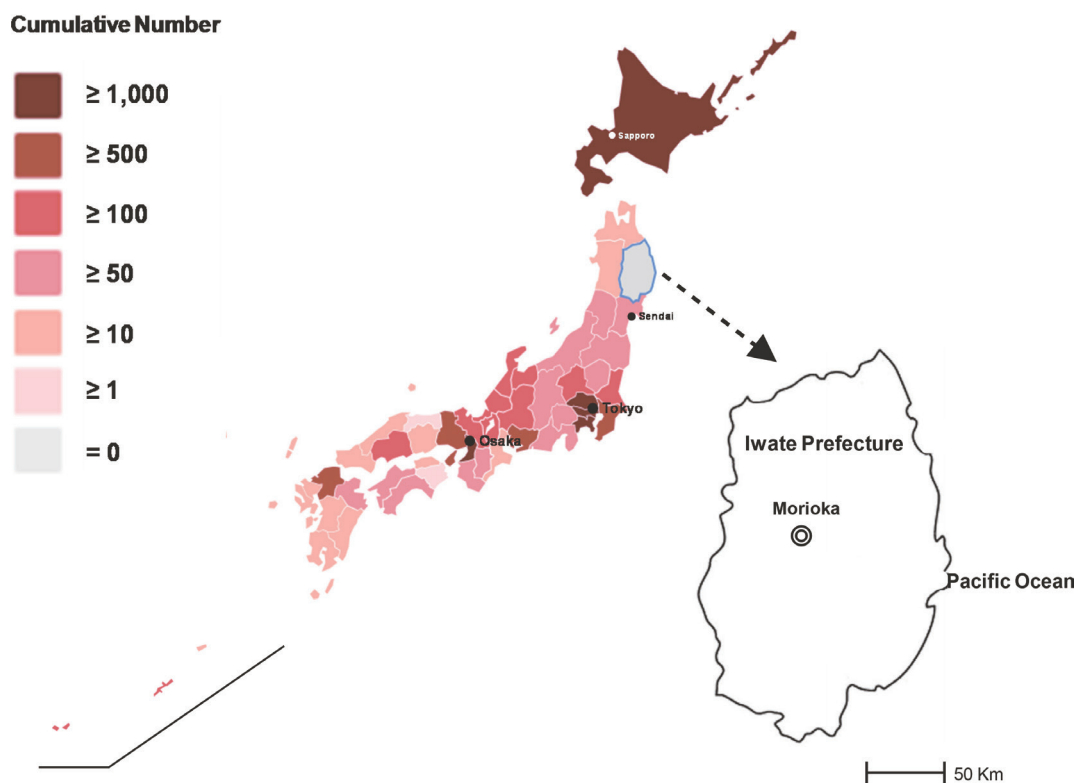 Cumulative Number
≥ 1,000
≥ 500
≥ 100
≥ 50
≥ 10
≥ 1
= 0
Sapporo
Sendai
Tokyo
Osaka
Iwate Prefecture
Morioka
Pacific Ocean
50 Km